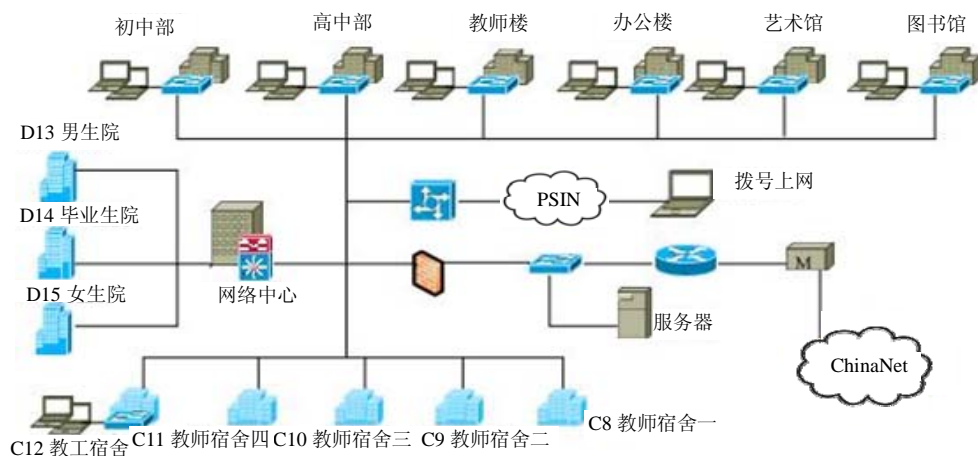 初中部
高中部
教师楼
办公楼
艺术馆
图书馆
D13 男生院
拨号上网
PSIN
D14 毕业生院
D15 女生院
网络中心
M
服务器
ChinaNet
C12 教工宿舍
C11 教师宿舍四
C10 教师宿舍三
C9 教师宿舍二
C8 教师宿舍一